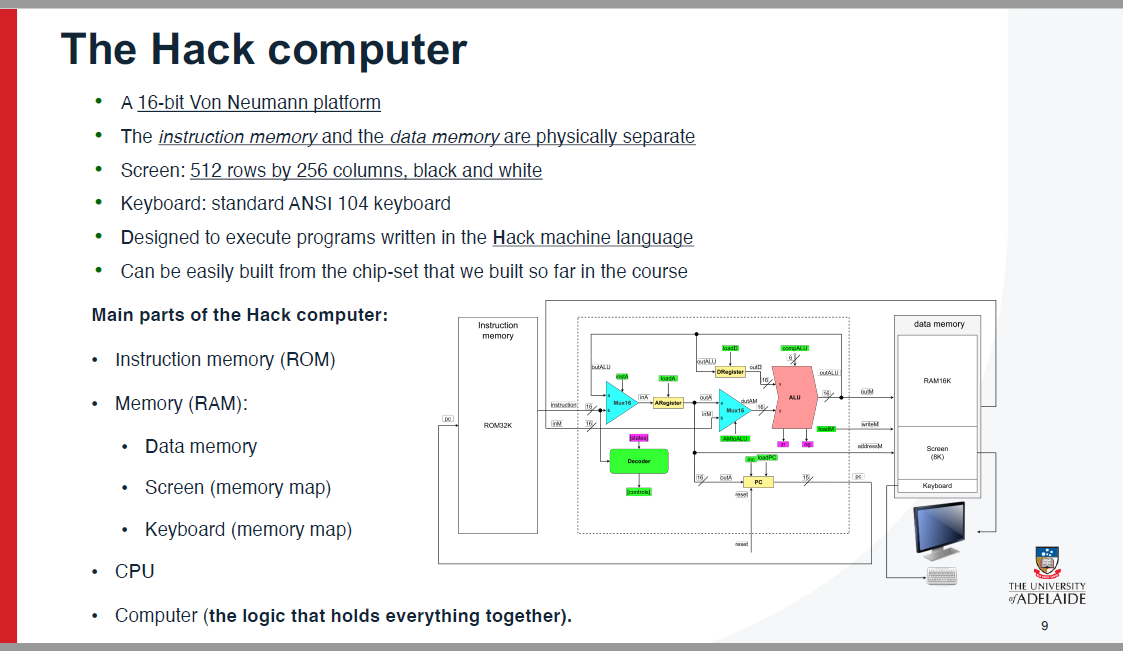 The Hack computer
• A 16-bit Von Neumann platform
• The instruction memory and the data memory are physically separate
• Screen: 512 rows by 256 columns, black and white
• Keyboard: standard ANSI 104 keyboard
• Designed to execute programs written in the Hack machine language
• Can be easily built from the chip-set that we built so far in the course
Main parts of the Hack computer:
• Instruction memory (ROM)
• Memory (RAM):
• Data memory
• Screen (memory map)
• Keyboard (memory map)
• CPU
• Computer (the logic that holds everything together).
Instruction
memory
ROM32K
pc
instruction
16
inM
16
outALU
instA
a
b
Mux16
inA
loadA
ARegister
outA
inM
outALU
loadD
DRegister
outD
16
outAM
16
a
b
Mux16
AMtoALU
compALU
6
x
y
ALU
zr
ng
outALU
16
[states]
Decoder
[controls]
16
outA
inc
loadPC
PC
reset
reset
15
pc
outM
loadM
writeM
addressM
data memory
RAM16K
Screen
(8K)
Keyboard
THE UNIVERSITY
of ADELAIDE
9